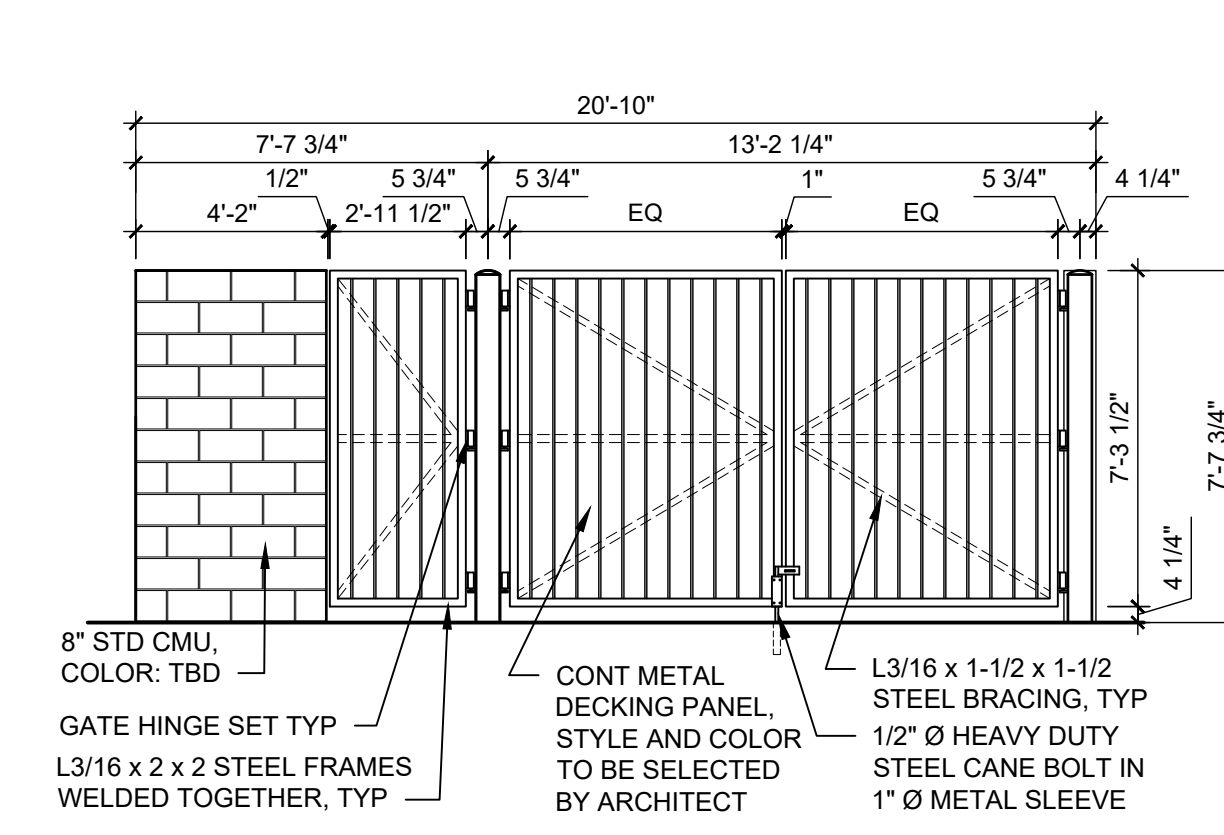 20'-10"
7'-7 3/4"
13'-2 1/4"
1/2"
5 3/4"
5 3/4"
1"
5 3/4"
4 1/4"
4'-2"
2'-11 1/2"
EQ
EQ
7'-3 1/2"
7'-7 3/4"
4 1/4"
8" STD CMU,
COLOR: TBD
GATE HINGE SET TYP
L3/16 x 2 x 2 STEEL FRAMES
WELDED TOGETHER, TYP
CONT METAL
DECKING PANEL,
STYLE AND COLOR
TO BE SELECTED
BY ARCHITECT
L3/16 x 1-1/2 x 1-1/2
STEEL BRACING, TYP
1/2" Ø HEAVY DUTY
STEEL CANE BOLT IN
1" Ø METAL SLEEVE